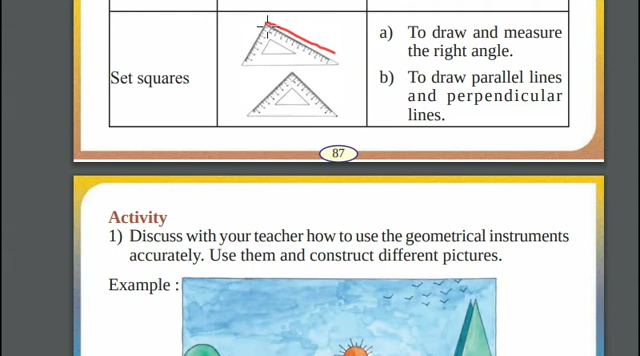 a) To draw and measure
the right angle.
Set squares
b) To draw parallel lines
and perpendicular
lines.
87
Activity
1) Discuss with your teacher how to use the geometrical instruments
accurately. Use them and construct different pictures.
Example :